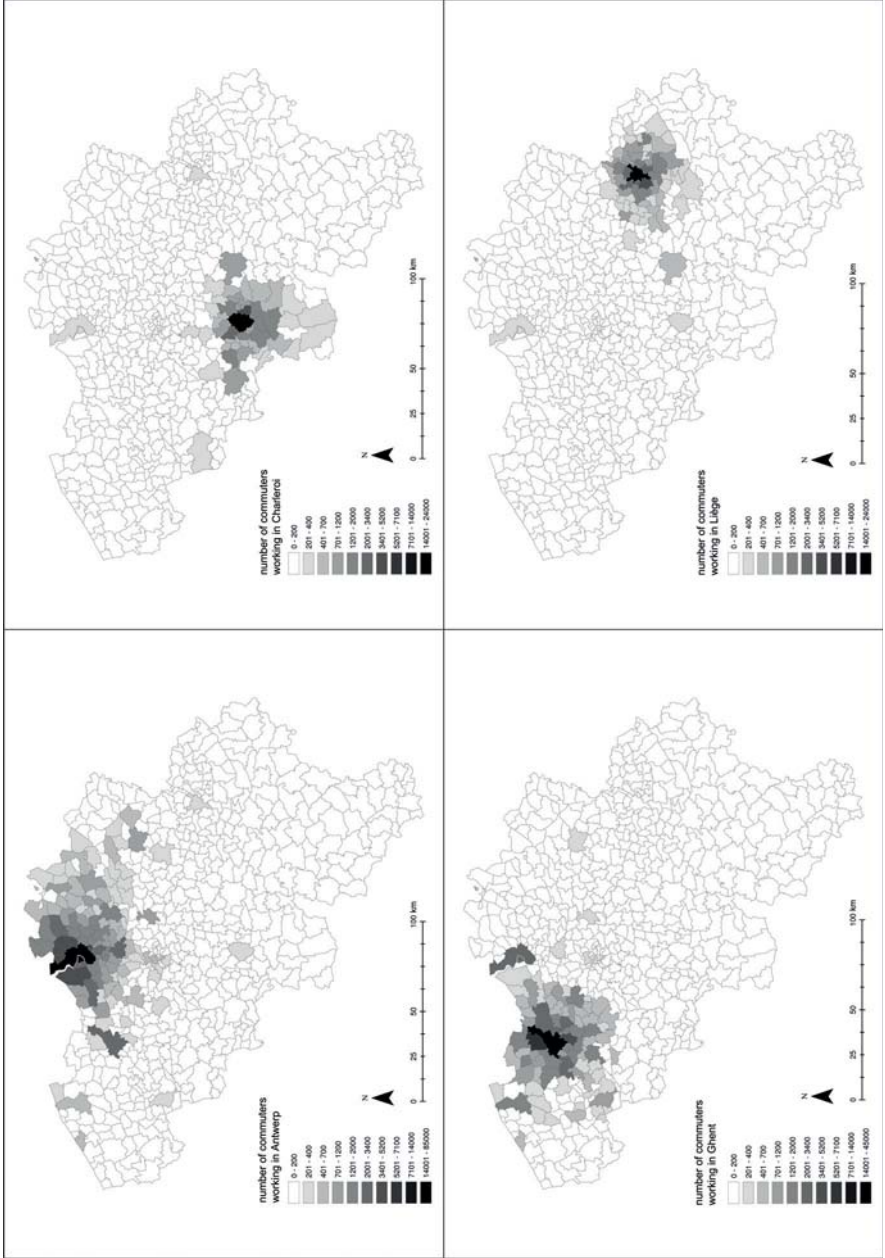 number of commuters
working in Antwerp
0 - 200
201 - 400
401 - 700
701 - 1200
1201 - 2000
2001 - 3400
3401 - 5200
5201 - 7100
7101 - 14000
14001 - 85000
N
0 25 50 100 km
number of commuters
working in Charleroi
0 - 200
201 - 400
401 - 700
701 - 1200
1201 - 2000
2001 - 3400
3401 - 5200
5201 - 7100
7101 - 14000
14001 - 24000
N
0 25 50 100 km
number of commuters
working in Ghent
0 - 200
201 - 400
401 - 700
701 - 1200
1201 - 2000
2001 - 3400
3401 - 5200
5201 - 7100
7101 - 14000
14001 - 45000
N
0 25 50 100 km
number of commuters
working in Liège
0 - 200
201 - 400
401 - 700
701 - 1200
1201 - 2000
2001 - 3400
3401 - 5200
5201 - 7100
7101 - 14000
14001 - 24000
N
0 25 50 100 km